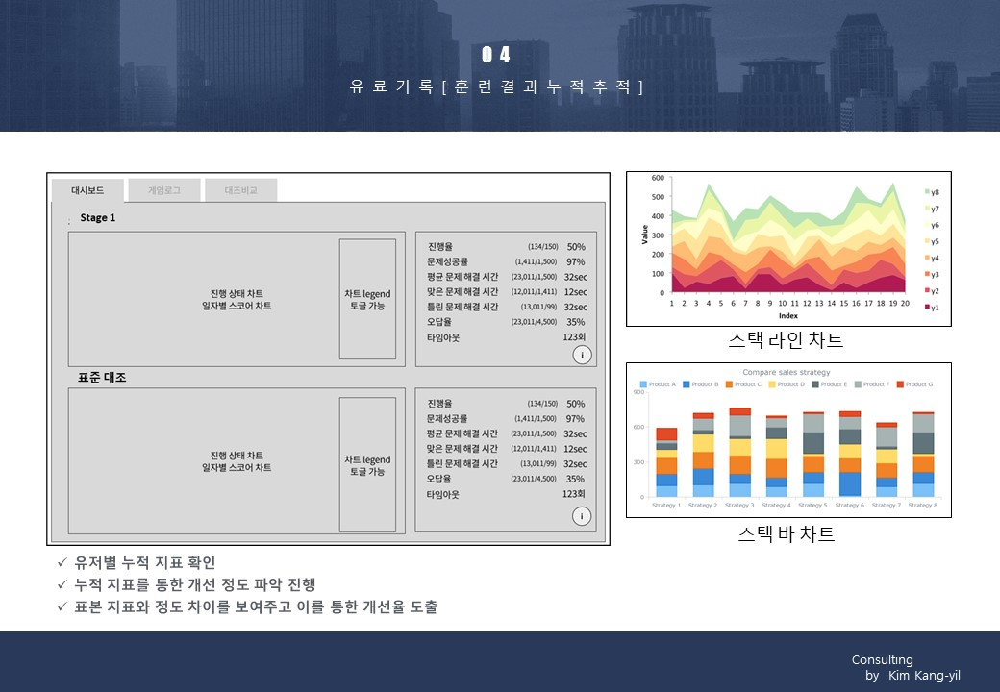 04
유료기록[훈련결과누적추적]
대시보드 게임로그 대조비교
Stage 1
진행 상태 차트
일자별 스코어 차트
차트 legend
토글 가능
진행율 (134/150) 50%
문제성공률 (1,411/1,500) 97%
평균 문제 해결 시간 (23,011/1,500) 32sec
맞은 문제 해결 시간 (12,011/1,411) 12sec
틀린 문제 해결 시간 (13,011/99) 32sec
오답율 (23,011/4,500) 35%
타임아웃 123회
i
표준 대조
진행 상태 차트
일자별 스코어 차트
차트 legend
토글 가능
진행율 (134/150) 50%
문제성공률 (1,411/1,500) 97%
평균 문제 해결 시간 (23,011/1,500) 32sec
맞은 문제 해결 시간 (12,011/1,411) 12sec
틀린 문제 해결 시간 (13,011/99) 32sec
오답율 (23,011/4,500) 35%
타임아웃 123회
i
✓ 유저별 누적 지표 확인
✓ 누적 지표를 통한 개선 정도 파악 진행
✓ 표본 지표와 정도 차이를 보여주고 이를 통한 개선율 도출
600
500
400
300
200
100
0
Value
1 2 3 4 5 6 7 8 9 10 11 12 13 14 15 16 17 18 19 20
Index
y8
y7
y6
y5
y4
y3
y2
y1
스택 라인 차트
Compare sales strategy
Product A Product B Product C Product D Product E Product F Product G
900
600
300
0
Strategy 1 Strategy 2 Strategy 3 Strategy 4 Strategy 5 Strategy 6 Strategy 7 Strategy 8
스택 바 차트
Consulting
by Kim Kang-yil